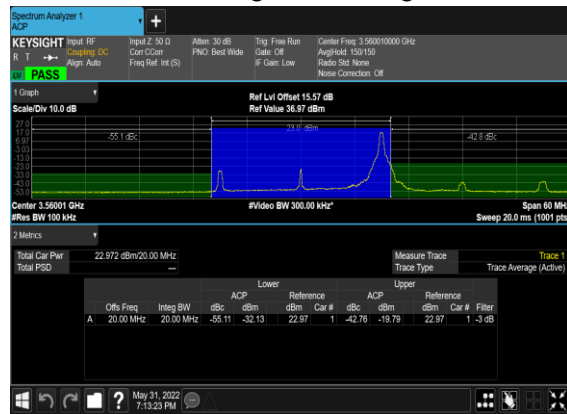 Spectrum Analyzer 1
ACP
+
KEYSIGHT
R T
LXI PASS
Input: RF
Coupling: DC
Align: Auto
Input Z: 50 Ω
Corr CCorr
Freq Ref: Int (S)
Atten: 30 dB
PNO: Best Wide
Trig: Free Run
Gate: Off
IF Gain: Low
Center Freq: 3.560010000 GHz
Avg|Hold: 150/150
Radio Std: None
Noise Correction: Off
1 Graph
Scale/Div 10.0 dB
Ref Lvl Offset 15.57 dB
Ref Value 36.97 dBm
27.0
17.0
6.97
-3.03
-13.0
-23.0
-33.0
-43.0
-53.0
-55.1 dBc
23.0 dBm
-42.8 dBc
Center 3.56001 GHz
#Video BW 300.00 kHz*
Span 60 MHz
#Res BW 100 kHz
Sweep 20.0 ms (1001 pts)
2 Metrics
Total Car Pwr 22.972 dBm/20.00 MHz
Total PSD ---
Measure Trace Trace 1
Trace Type Trace Average (Active)
Lower Upper
ACP Reference ACP Reference
Offs Freq Integ BW dBc dBm dBm Car # dBc dBm dBm Car # Filter
A 20.00 MHz 20.00 MHz -55.11 -32.13 22.97 1 -42.76 -19.79 22.97 1 -3 dB
?
May 31, 2022
7:13:23 PM